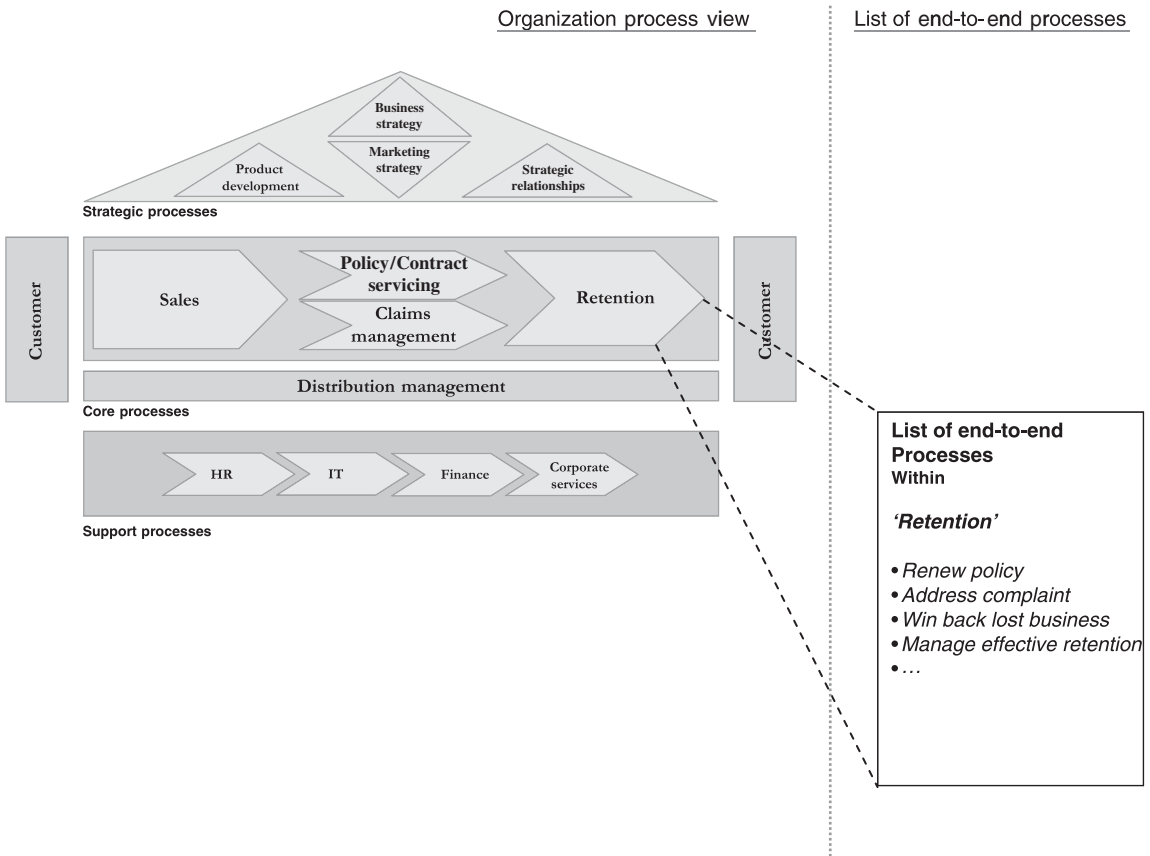 Organization process view
List of end-to-end processes
Business
strategy
Marketing
strategy
Product
development
Strategic
relationships
Strategic processes
Customer
Sales
Policy/Contract
servicing
Claims
management
Retention
Customer
Distribution management
Core processes
HR
IT
Finance
Corporate
services
Support processes
List of end-to-end
Processes
Within
‘Retention’
• Renew policy
• Address complaint
• Win back lost business
• Manage effective retention
• …